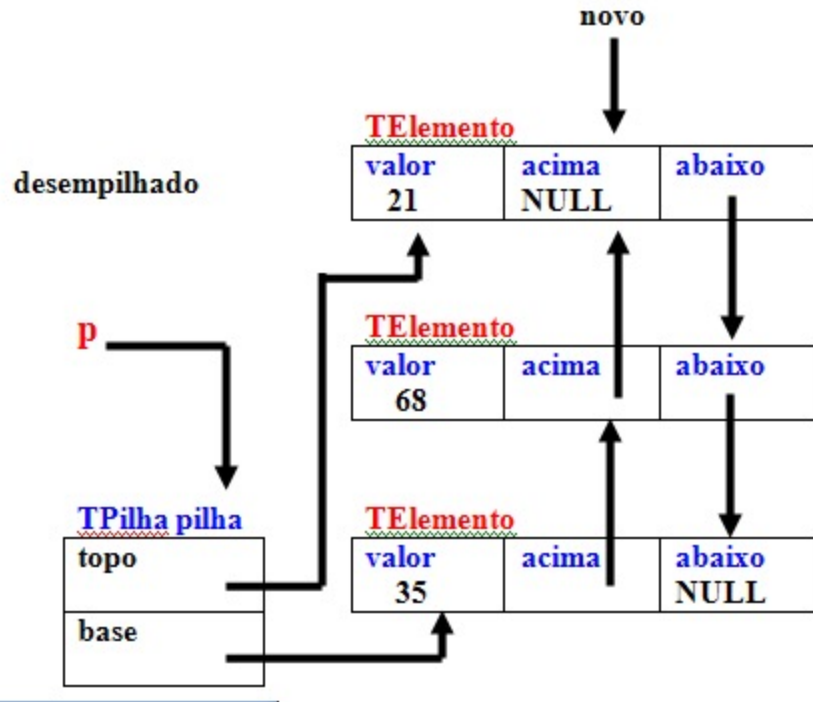 novo
TElemento
valor acima abaixo
21 NULL
desempilhado
TElemento
p
valor acima abaixo
68
TPilha pilha
TElemento
topo
valor acima abaixo
35 NULL
base